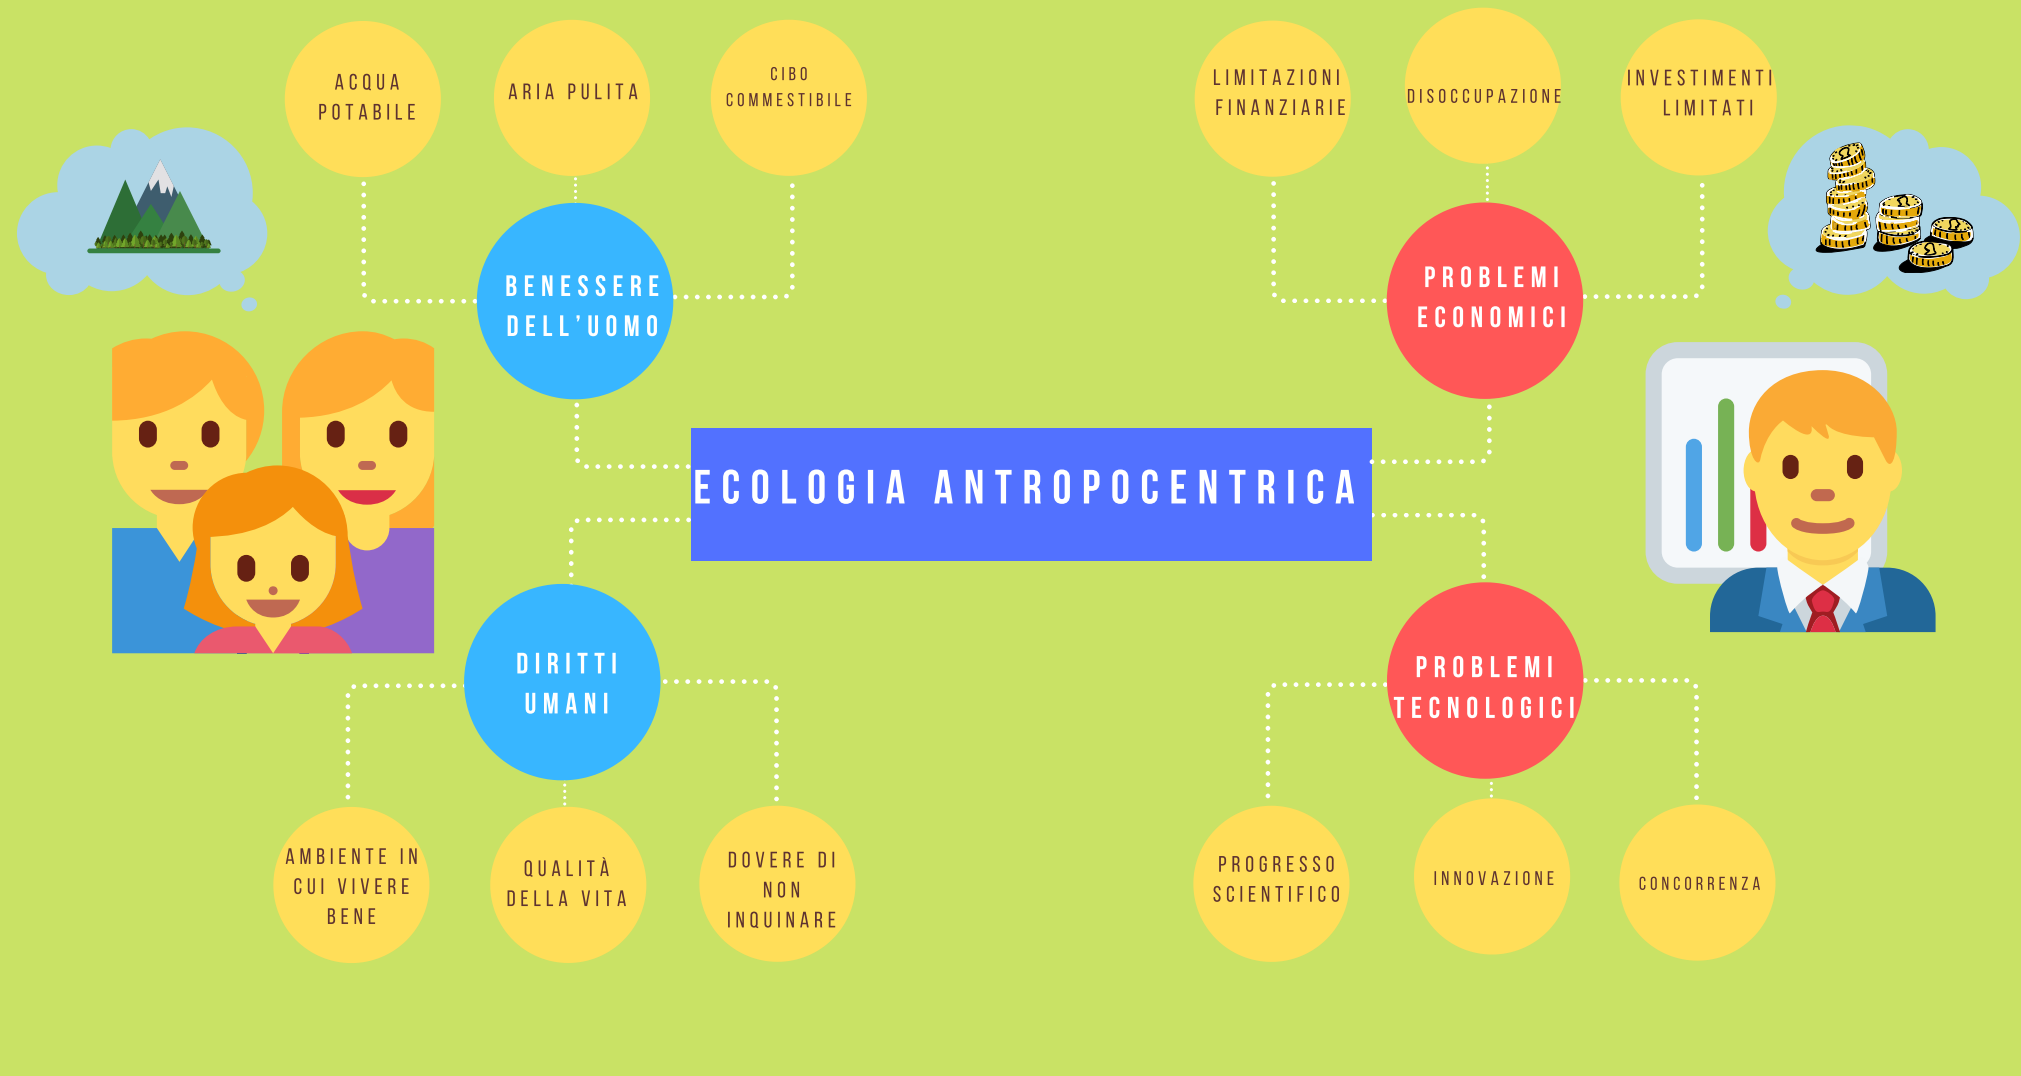 ACQUA
POTABILE
ARIA PULITA
CIBO
COMMESTIBILE
BENESSERE
DELL'UOMO
LIMITAZIONI
FINANZIARIE
DISOCCUPAZIONE
INVESTIMENTI
LIMITATI
PROBLEMI
ECONOMICI
ECOLOGIA ANTROPOCENTRICA
DIRITTI
UMANI
AMBIENTE IN
CUI VIVERE
BENE
QUALITÀ
DELLA VITA
DOVERE DI
NON
INQUINARE
PROBLEMI
TECNOLOGICI
PROGRESSO
SCIENTIFICO
INNOVAZIONE
CONCORRENZA